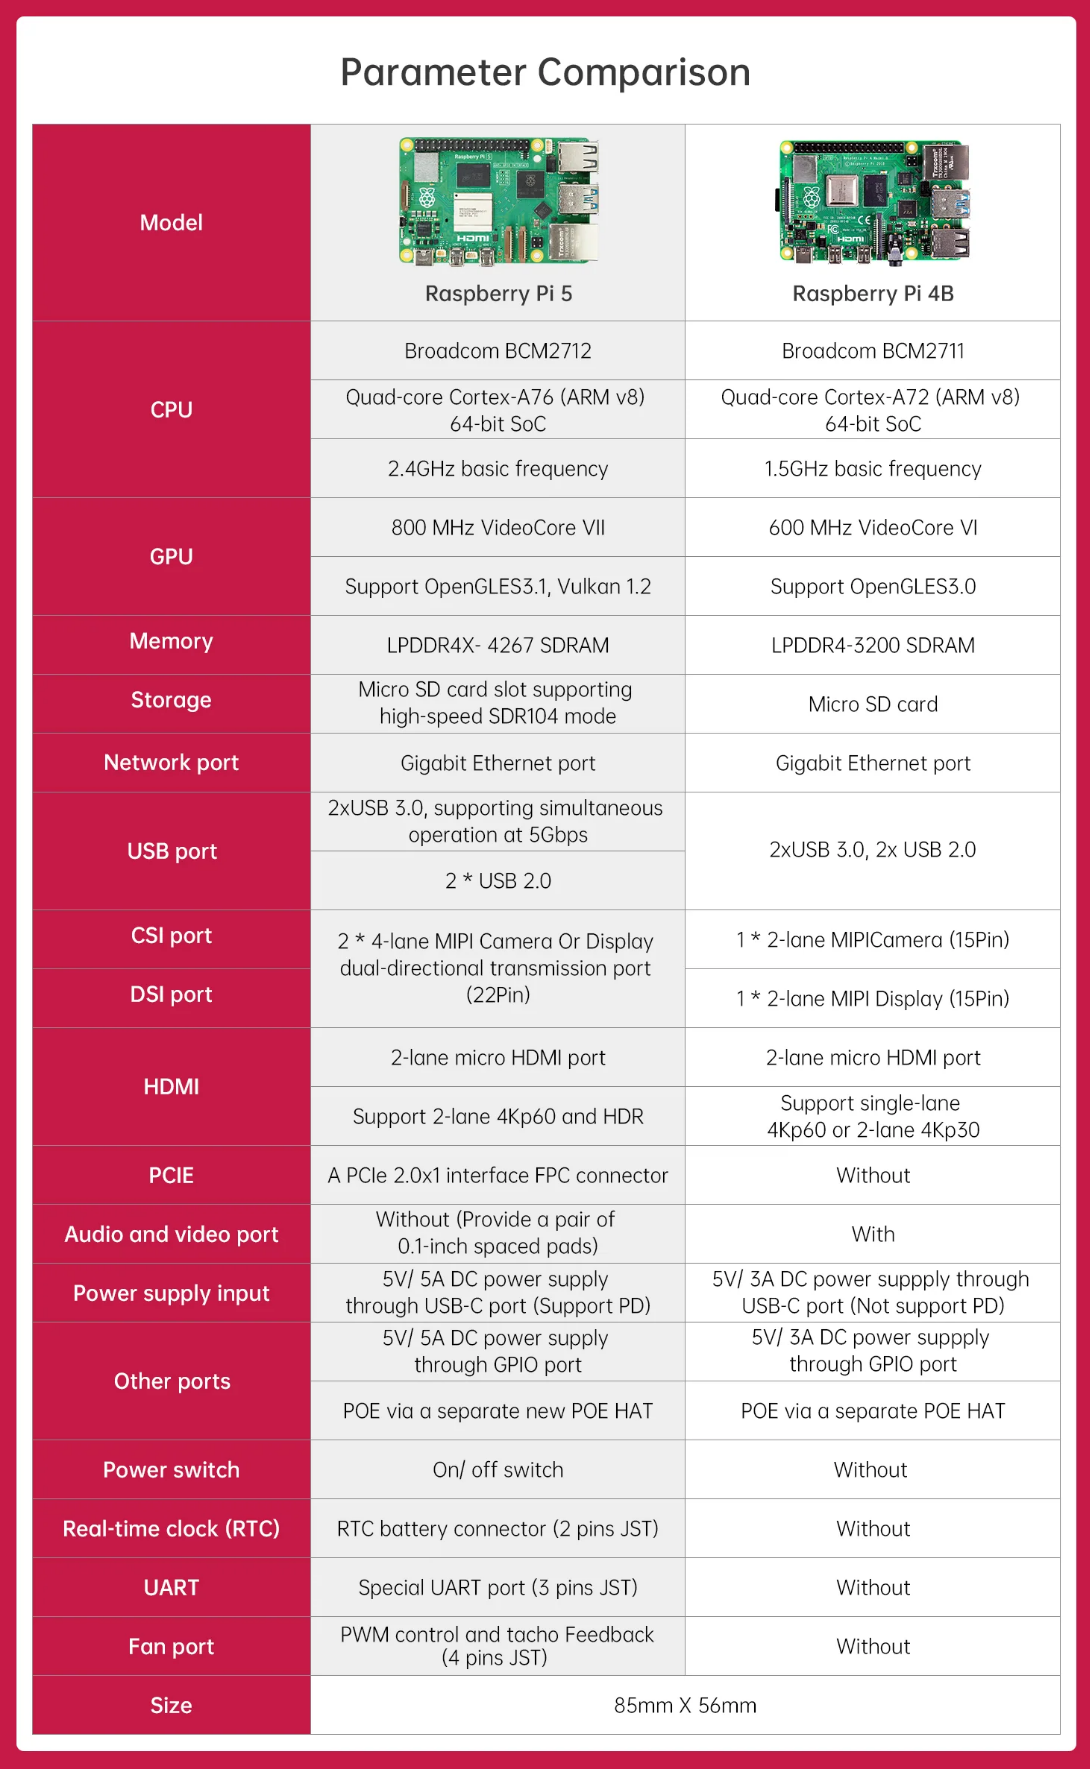 Parameter Comparison
Model
Raspberry Pi 5
Raspberry Pi 4B
CPU
Broadcom BCM2712
Broadcom BCM2711
Quad-core Cortex-A76 (ARM v8)
64-bit SoC
Quad-core Cortex-A72 (ARM v8)
64-bit SoC
2.4GHz basic frequency
1.5GHz basic frequency
GPU
800 MHz VideoCore VII
600 MHz VideoCore VI
Support OpenGLES3.1, Vulkan 1.2
Support OpenGLES3.0
Memory
LPDDR4X- 4267 SDRAM
LPDDR4-3200 SDRAM
Storage
Micro SD card slot supporting
high-speed SDR104 mode
Micro SD card
Network port
Gigabit Ethernet port
Gigabit Ethernet port
USB port
2xUSB 3.0, supporting simultaneous
operation at 5Gbps
2 * USB 2.0
2xUSB 3.0, 2x USB 2.0
CSI port
DSI port
2 * 4-lane MIPI Camera Or Display
dual-directional transmission port
(22Pin)
1 * 2-lane MIPICamera (15Pin)
1 * 2-lane MIPI Display (15Pin)
HDMI
2-lane micro HDMI port
2-lane micro HDMI port
Support 2-lane 4Kp60 and HDR
Support single-lane
4Kp60 or 2-lane 4Kp30
PCIE
A PCIe 2.0x1 interface FPC connector
Without
Audio and video port
Without (Provide a pair of
0.1-inch spaced pads)
With
Power supply input
5V/ 5A DC power supply
through USB-C port (Support PD)
5V/ 3A DC power suppply through
USB-C port (Not support PD)
Other ports
5V/ 5A DC power supply
through GPIO port
5V/ 3A DC power suppply
through GPIO port
POE via a separate new POE HAT
POE via a separate POE HAT
Power switch
On/ off switch
Without
Real-time clock (RTC)
RTC battery connector (2 pins JST)
Without
UART
Special UART port (3 pins JST)
Without
Fan port
PWM control and tacho Feedback
(4 pins JST)
Without
Size
85mm X 56mm